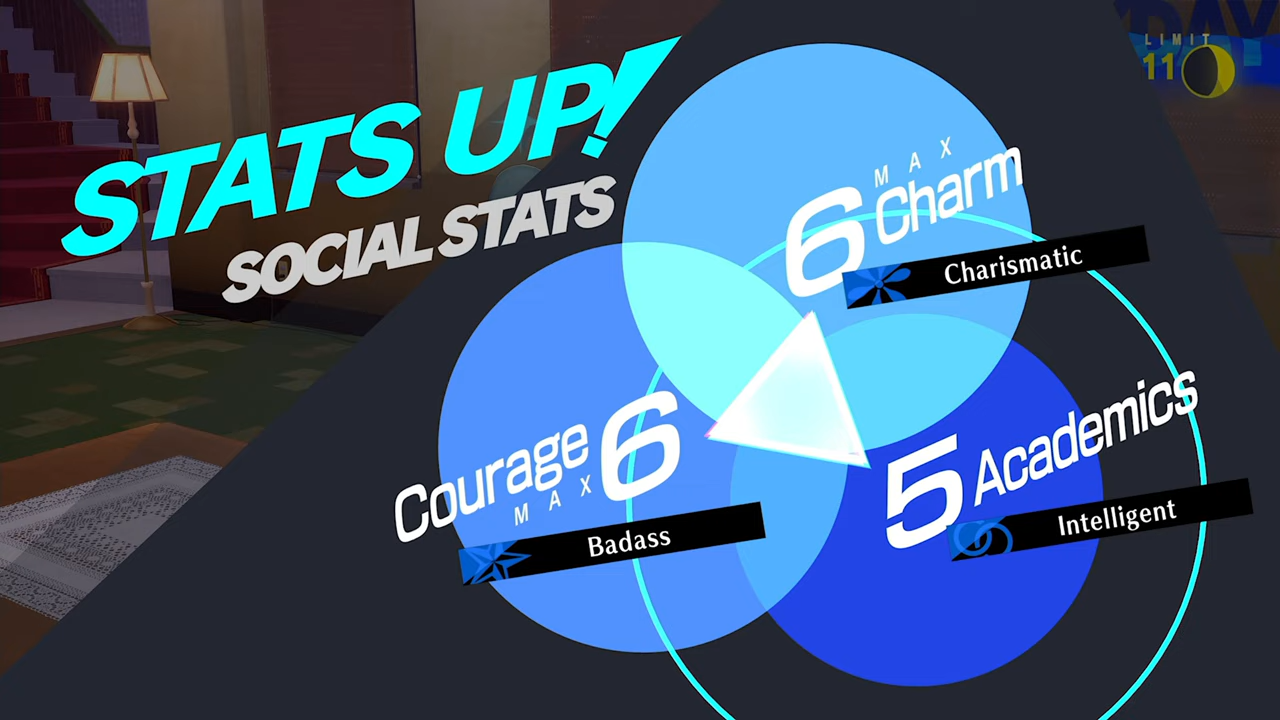 STATS UP!
SOCIAL STATS
LIMIT
11
MAX
6 Charm
Charismatic
Courage 6
MAX
Badass
5 Academics
Intelligent